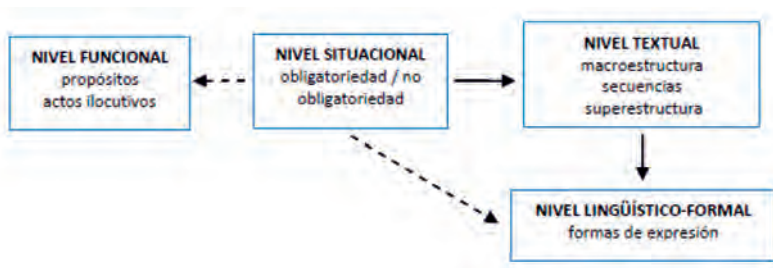 NIVEL FUNCIONAL
propósitos
actos ilocutivos
NIVEL SITUACIONAL
obligatoriedad / no
obligatoriedad
NIVEL TEXTUAL
macroestructura
secuencias
superestructura
NIVEL LINGÜÍSTICO-FORMAL
formas de expresión